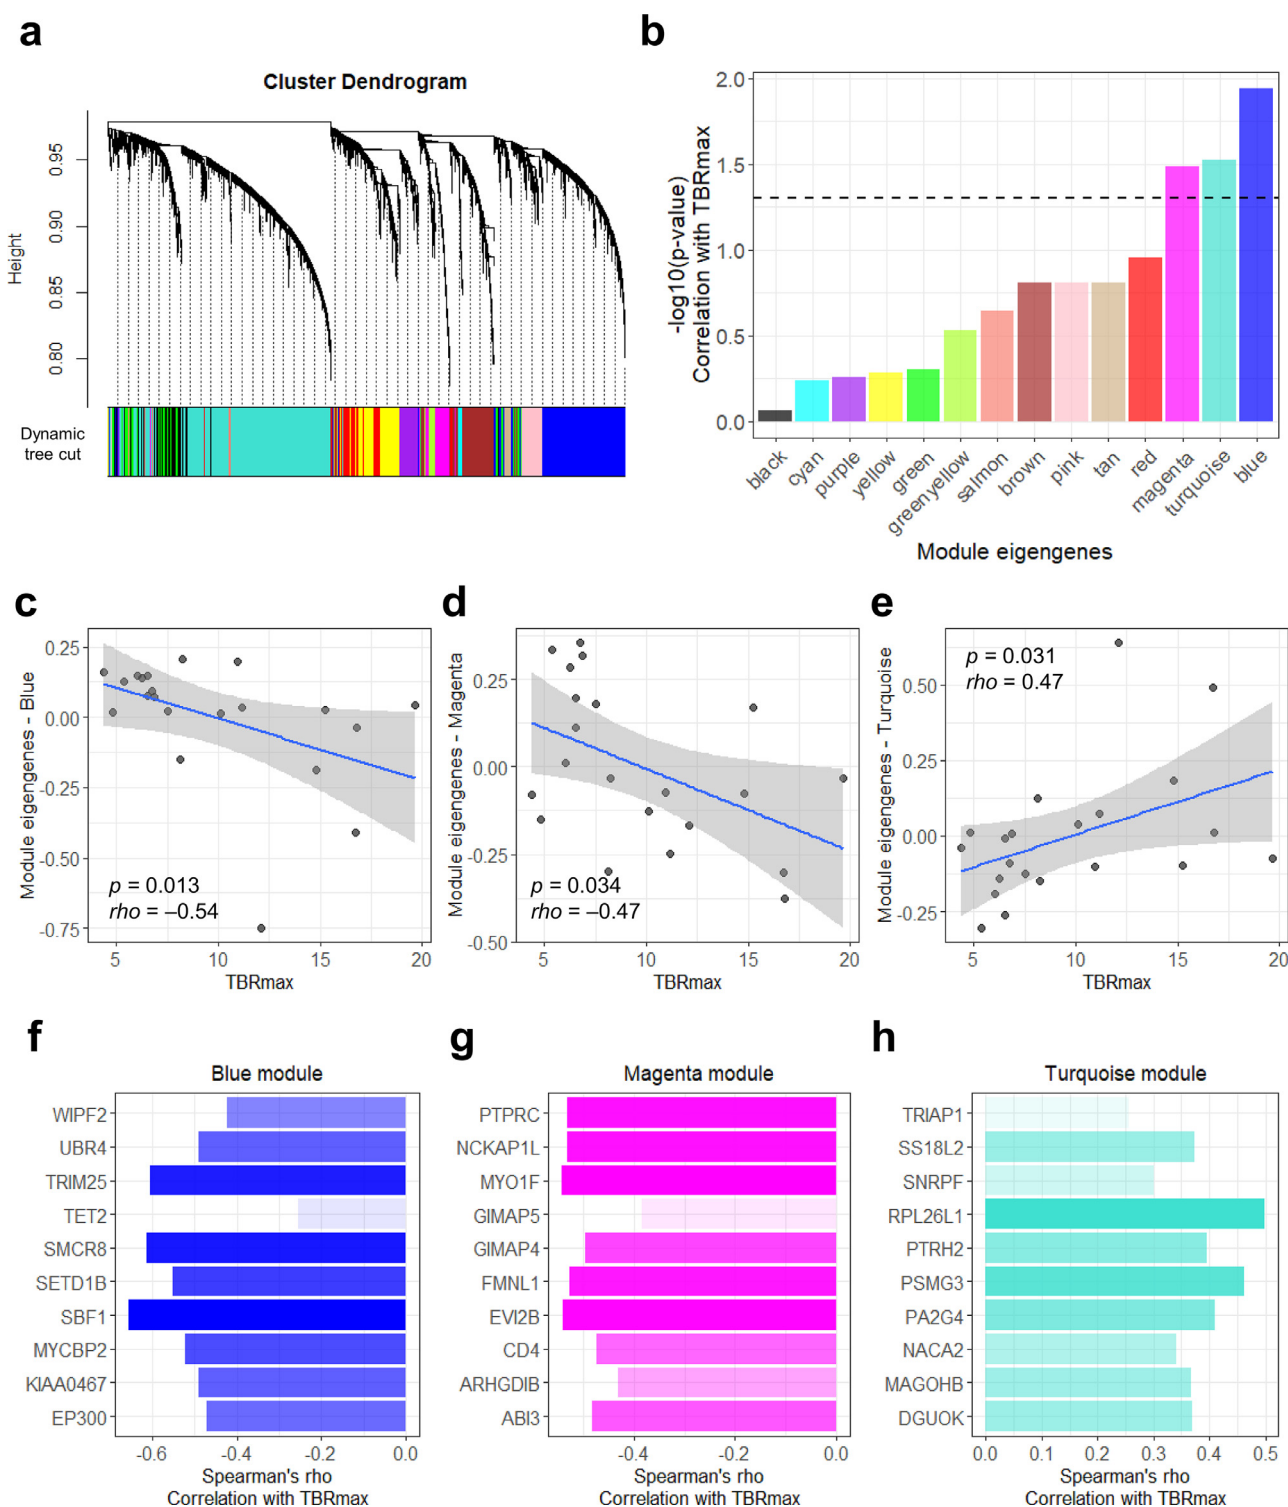 a
Cluster Dendrogram
Height
0.95
0.90
0.85
0.80
Dynamic
tree cut
b
-log10(p-value)
Correlation with TBRmax
2.0
1.5
1.0
0.5
0.0
black
cyan
purple
yellow
green
greenyellow
salmon
brown
pink
tan
red
magenta
turquoise
blue
Module eigengenes
c
Module eigengenes - Blue
0.25
0.00
-0.25
-0.50
-0.75
p = 0.013
rho = –0.54
5 10 15 20
TBRmax
d
Module eigengenes - Magenta
0.25
0.00
-0.25
-0.50
p = 0.034
rho = –0.47
5 10 15 20
TBRmax
e
Module eigengenes - Turquoise
0.50
0.25
0.00
-0.25
p = 0.031
rho = 0.47
5 10 15 20
TBRmax
f
Blue module
WIPF2
UBR4
TRIM25
TET2
SMCR8
SETD1B
SBF1
MYCBP2
KIAA0467
EP300
-0.6 -0.4 -0.2 0.0
Spearman's rho
Correlation with TBRmax
g
Magenta module
PTPRC
NCKAP1L
MYO1F
GIMAP5
GIMAP4
FMNL1
EVI2B
CD4
ARHGDIB
ABI3
-0.4 -0.2 0.0
Spearman's rho
Correlation with TBRmax
h
Turquoise module
TRIAP1
SS18L2
SNRPF
RPL26L1
PTRH2
PSMG3
PA2G4
NACA2
MAGOHB
DGUOK
0.0 0.1 0.2 0.3 0.4 0.5
Spearman's rho
Correlation with TBRmax